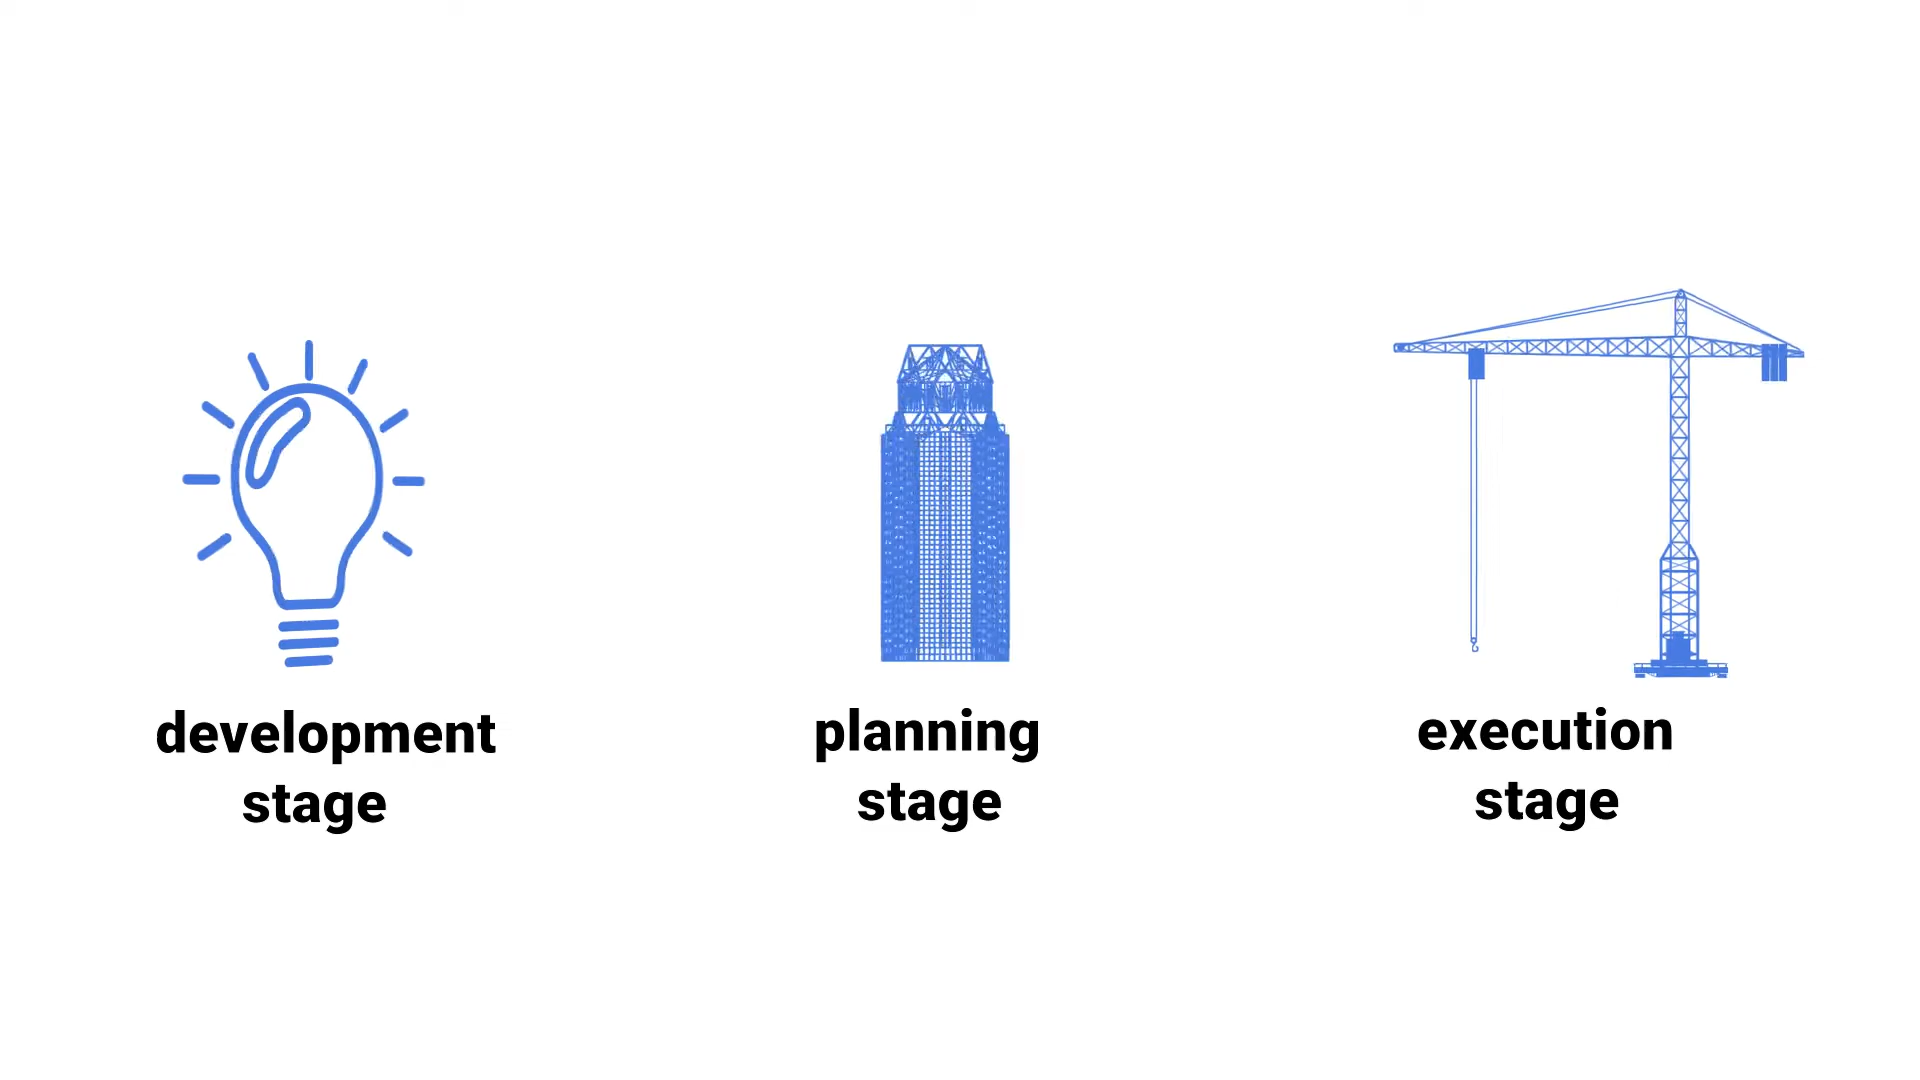 development
stage
planning
stage
execution
stage